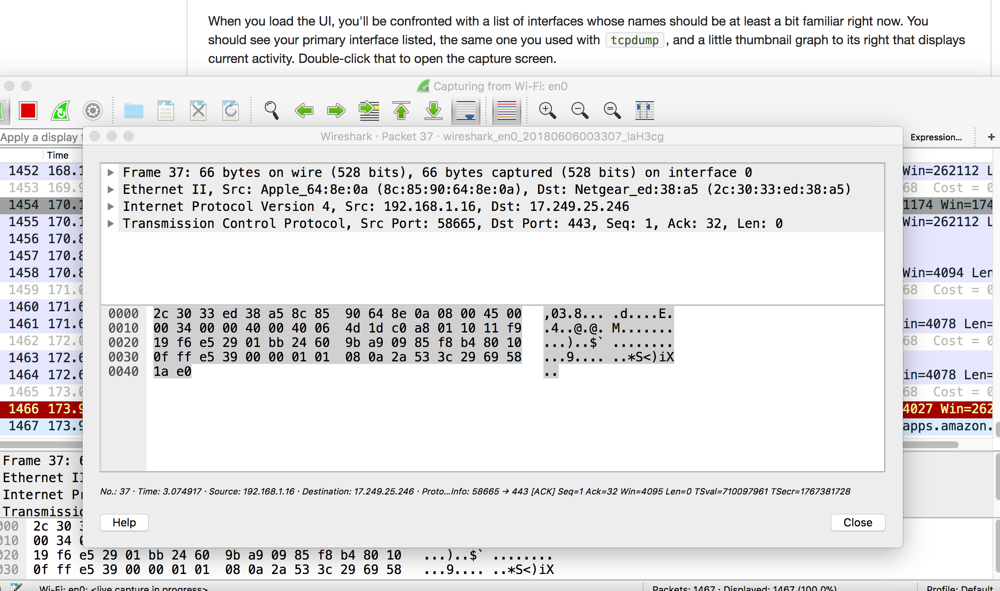 When you load the UI, you'll be confronted with a list of interfaces whose names should be at least a bit familiar right now. You
should see your primary interface listed, the same one you used with tcpdump , and a little thumbnail graph to its right that displays
current activity. Double-click that to open the capture screen.
Capturing from Wi-Fi: en0
Apply a display
Expression...
+
Wireshark · Packet 37 · wireshark_en0_20180606003307_laH3cg
Time
1452 168.1
1453 169.9
1454 170.1
1455 170.1
1456 170.8
1457 170.8
1458 170.8
1459 171.0
1460 171.6
1461 171.6
1462 172.0
1463 172.6
1464 172.6
1465 173.0
1466 173.9
1467 173.9
Frame 37: 66 bytes on wire (528 bits), 66 bytes captured (528 bits) on interface 0
Ethernet II, Src: Apple_64:8e:0a (8c:85:90:64:8e:0a), Dst: Netgear_ed:38:a5 (2c:30:33:ed:38:a5)
Internet Protocol Version 4, Src: 192.168.1.16, Dst: 17.249.25.246
Transmission Control Protocol, Src Port: 58665, Dst Port: 443, Seq: 1, Ack: 32, Len: 0
0000 2c 30 33 ed 38 a5 8c 85 90 64 8e 0a 08 00 45 00 ,03.8... .d....E.
0010 00 34 00 00 40 00 40 06 4d 1d c0 a8 01 10 11 f9 .4..@.@. M.......
0020 19 f6 e5 29 01 bb 24 60 9b a9 09 85 f8 b4 80 10 ...)..$` ........
0030 0f ff e5 39 00 00 01 01 08 0a 2a 53 3c 29 69 58 ...9.... ..*S<)iX
0040 1a e0 ..
Win=262112 L
68 Cost = 0
1174 Win=174
Win=262112 L
Win=4094 Len
68 Cost = 0
in=4078 Len=
68 Cost = 0
in=4078 Len=
68 Cost = 0
4027 Win=262
apps.amazon.
No.: 37 · Time: 3.074917 · Source: 192.168.1.16 · Destination: 17.249.25.246 · Proto...Info: 58665 → 443 [ACK] Seq=1 Ack=32 Win=4095 Len=0 TSval=710097961 TSecr=1767381728
Help
Close
Frame 37: 6
Ethernet II
Internet Pr
Transmissio
000 2c 30 3
010 00 34 0
020 19 f6 e5 29 01 bb 24 60 9b a9 09 85 f8 b4 80 10 ...)..$` ........
030 0f ff e5 39 00 00 01 01 08 0a 2a 53 3c 29 69 58 ...9.... ..*S<)iX
Wi-Fi: en0: <live capture in progress>
Packets: 1467 · Displayed: 1467 (100.0%)
Profile: Default